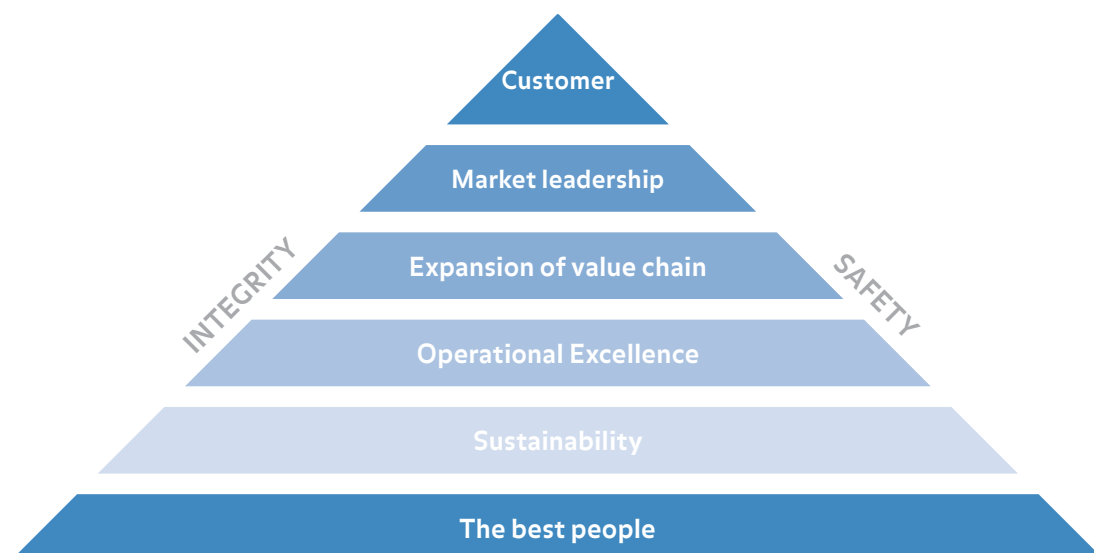 Customer
Market leadership
Expansion of value chain
INTEGRITY
SAFETY
Operational Excellence
Sustainability
The best people